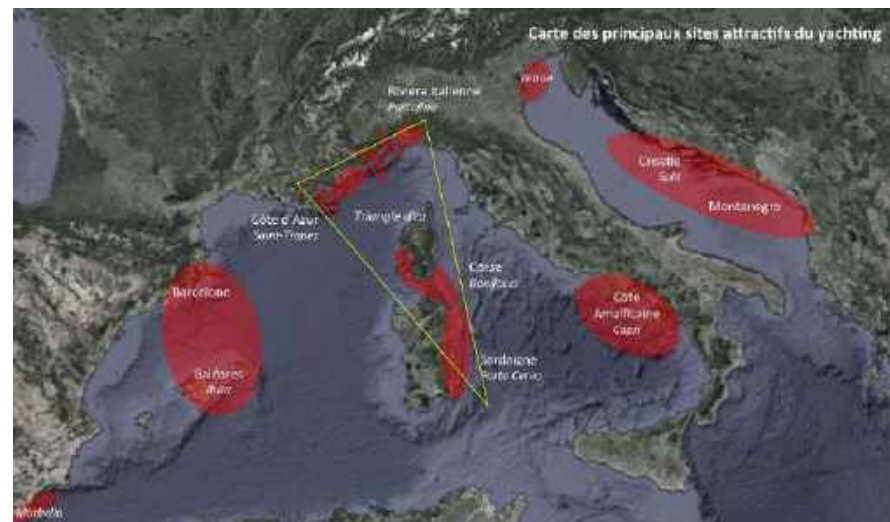 Carte des principaux sites attractifs du yachting
Venise
Riviera Italienne
Portofino
Croatie
Split
Montenegro
Côte d'Azur
Saint-Tropez
Triangle d'or
Corse
Bonifacio
Barcelone
Côte
Amalfitaine
Capri
Sardaigne
Porto Cervo
Baléares
Ibiza
Marbella